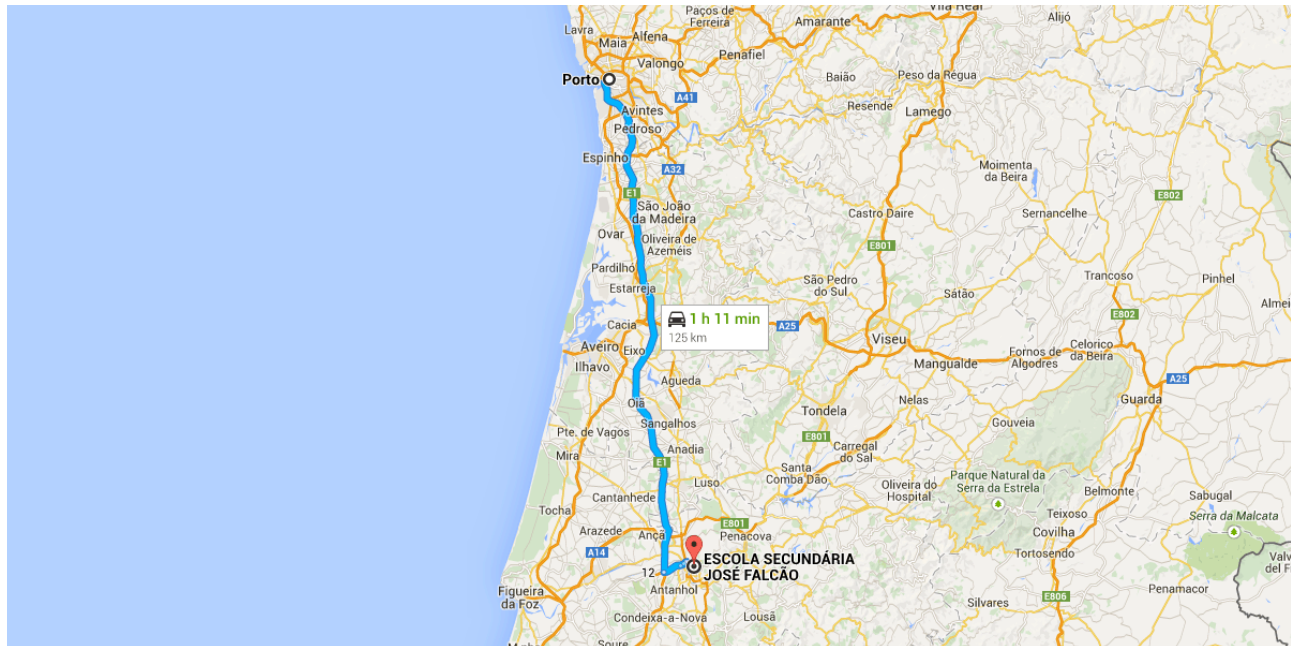 Lavra
Alfena
Maia
Paços de
Ferreira
Amarante
Vila Real
Alijó
Penafiel
Valongo
Porto
Baião
Peso da Régua
A41
Avintes
Resende
Lamego
Pedroso
Espinho
A32
Moimenta
da Beira
E1
E802
São João
da Madeira
Castro Daire
Sernancelhe
Ovar
Oliveira de
Azeméis
E801
Pardilhó
São Pedro
do Sul
Trancoso
Pinhel
Estarreja
Sátão
1 h 11 min
125 km
Cacia
A25
E802
Aveiro
Eixo
Viseu
Celorico
da Beira
Ilhavo
Mangualde
Fornos de
Algodres
A25
Agueda
Nelas
Guarda
Oiã
Tondela
Sangalhos
Gouveia
Pte. de Vagos
E801
Anadia
Carregal
do Sal
Mira
E1
Luso
Santa
Comba Dão
Parque Natural da
Serra da Estrela
Oliveira do
Hospital
Belmonte
Cantanhede
Sabugal
Tocha
Teixoso
Serra da Malcata
Arazede
Ançã
E801
Penacova
Covilha
A14
Tortosendo
ESCOLA SECUNDÁRIA
JOSÉ FALCÃO
12
Figueira
da Foz
Antanhol
E806
Silvares
Penamacor
Condeixa-a-Nova
Lousã
Soure